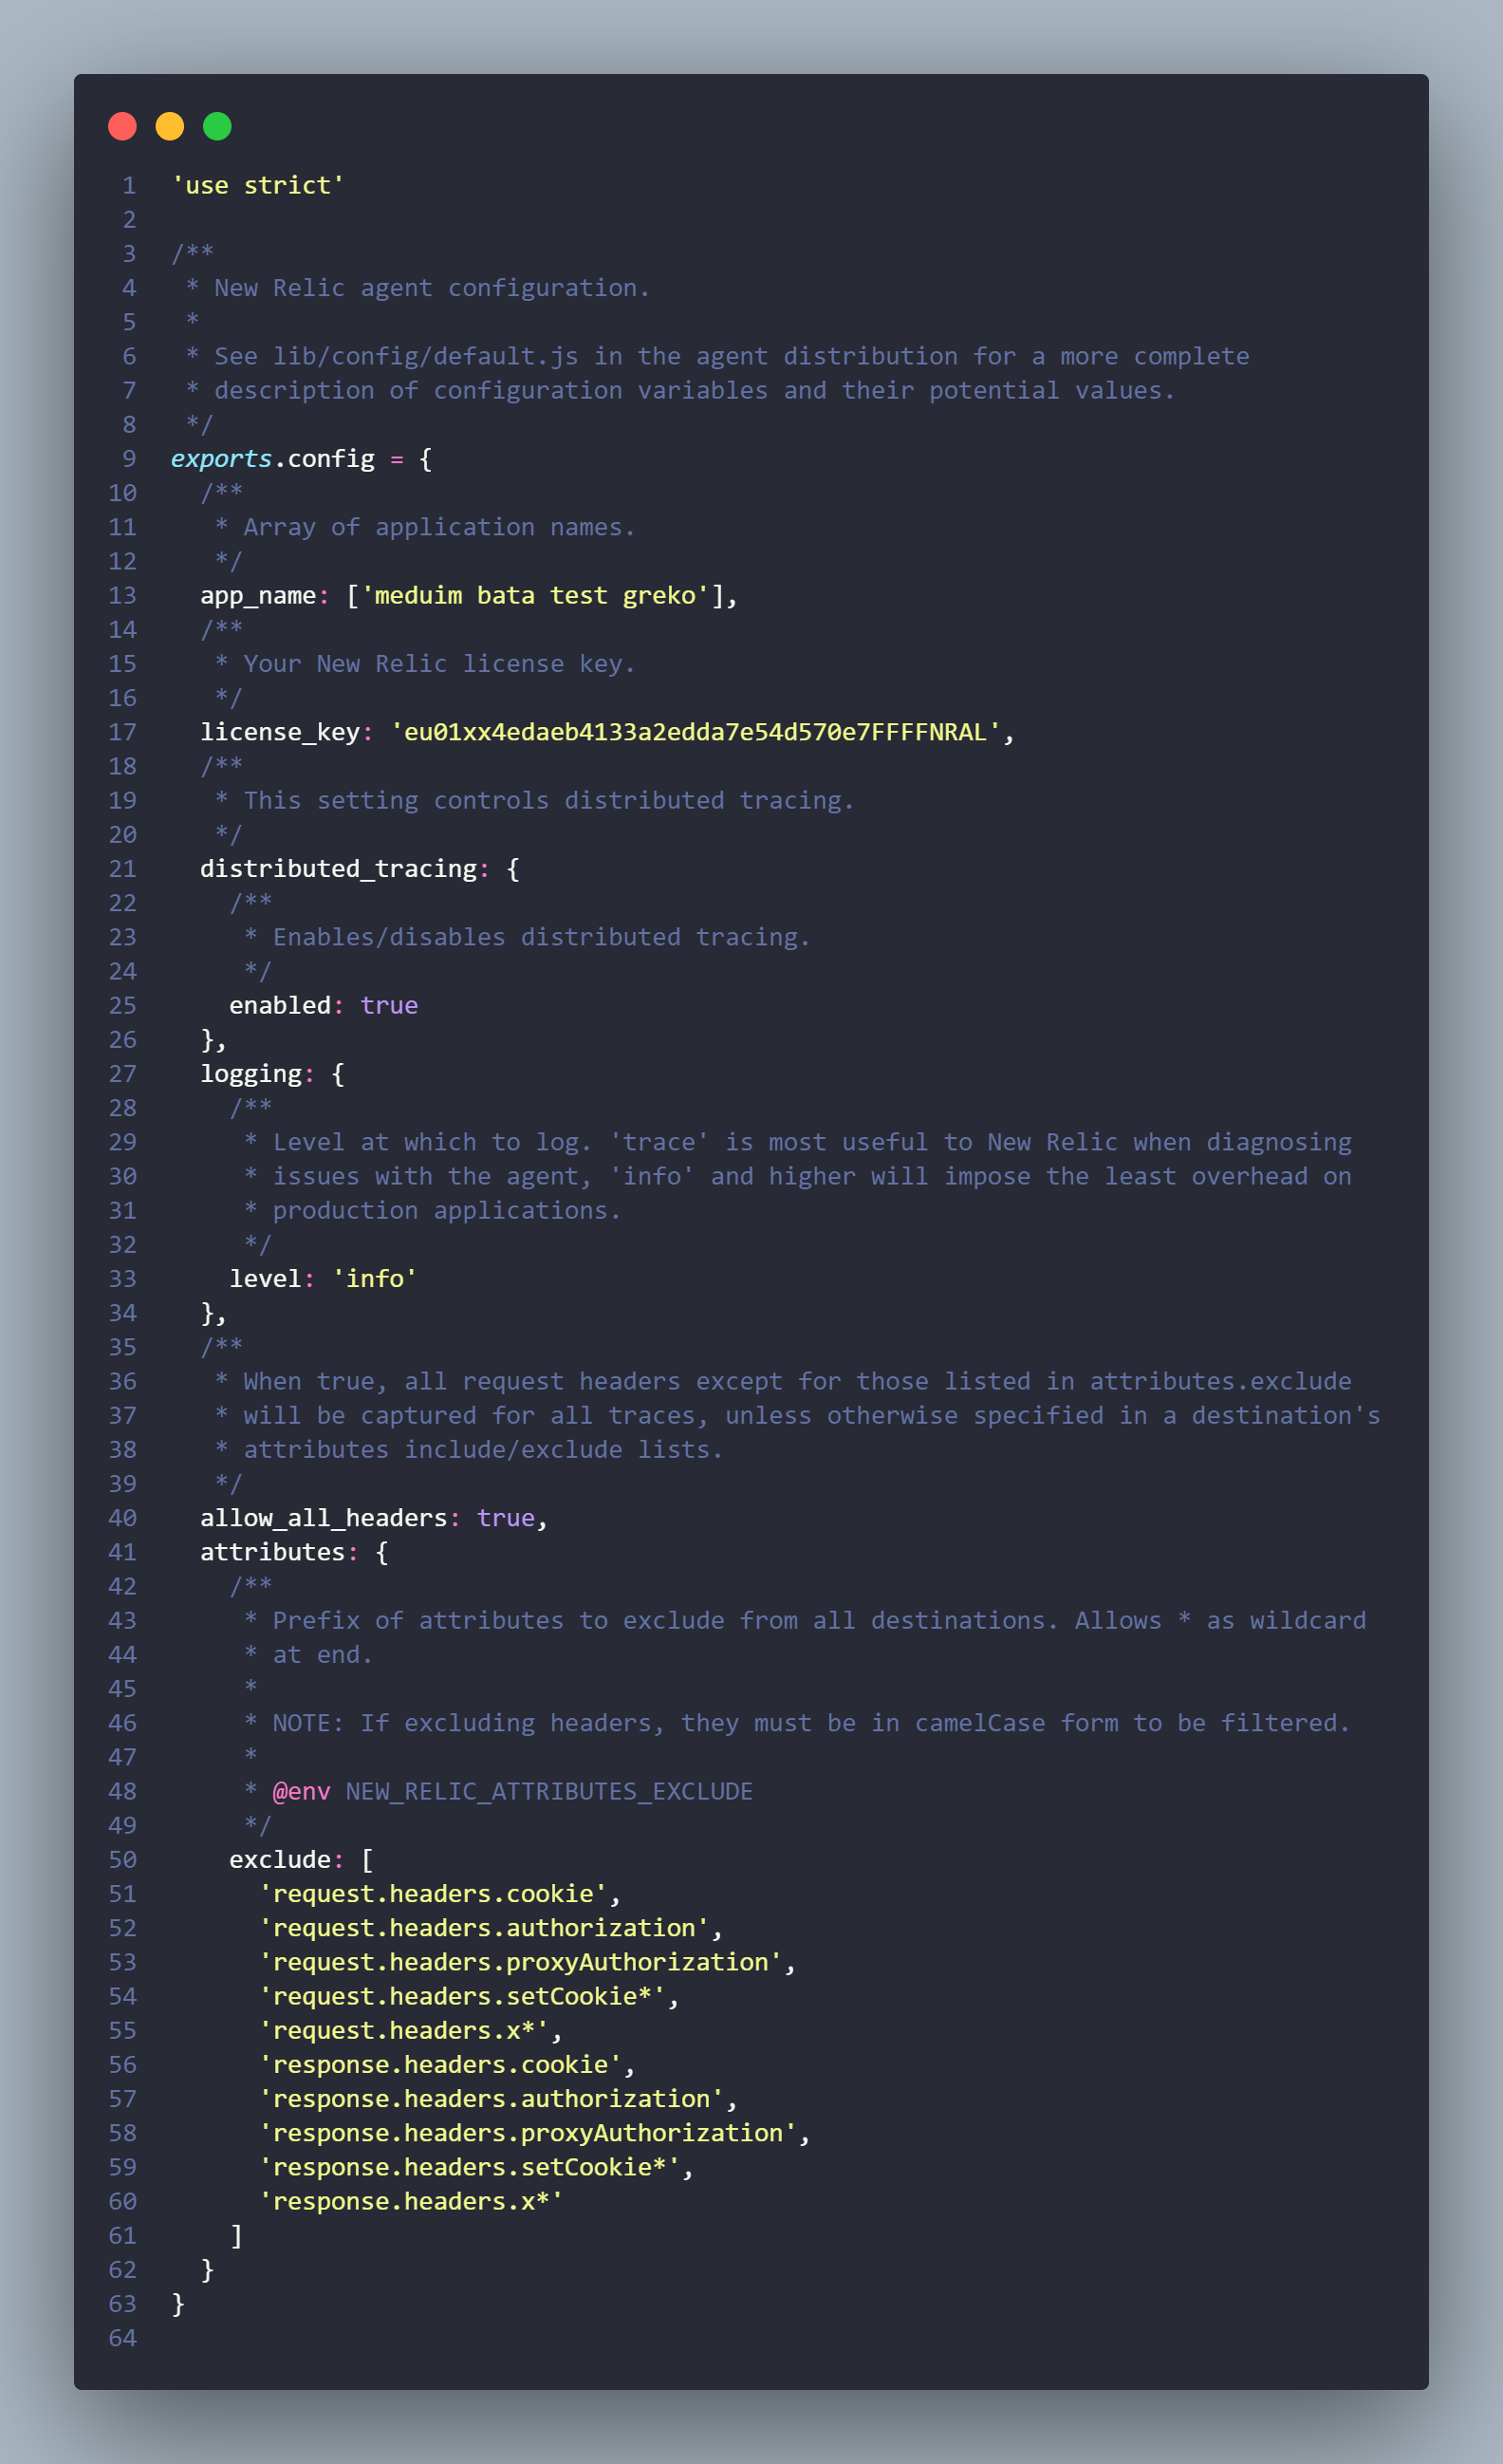 1 'use strict'
2
3 /**
4  * New Relic agent configuration.
5  *
6  * See lib/config/default.js in the agent distribution for a more complete
7  * description of configuration variables and their potential values.
8  */
9 exports.config = {
10   /**
11    * Array of application names.
12    */
13   app_name: ['meduim bata test greko'],
14   /**
15    * Your New Relic license key.
16    */
17   license_key: 'eu01xx4edaeb4133a2edda7e54d570e7FFFFNRAL',
18   /**
19    * This setting controls distributed tracing.
20    */
21   distributed_tracing: {
22     /**
23      * Enables/disables distributed tracing.
24      */
25     enabled: true
26   },
27   logging: {
28     /**
29      * Level at which to log. 'trace' is most useful to New Relic when diagnosing
30      * issues with the agent, 'info' and higher will impose the least overhead on
31      * production applications.
32      */
33     level: 'info'
34   },
35   /**
36    * When true, all request headers except for those listed in attributes.exclude
37    * will be captured for all traces, unless otherwise specified in a destination's
38    * attributes include/exclude lists.
39    */
40   allow_all_headers: true,
41   attributes: {
42     /**
43      * Prefix of attributes to exclude from all destinations. Allows * as wildcard
44      * at end.
45      *
46      * NOTE: If excluding headers, they must be in camelCase form to be filtered.
47      *
48      * @env NEW_RELIC_ATTRIBUTES_EXCLUDE
49      */
50     exclude: [
51       'request.headers.cookie',
52       'request.headers.authorization',
53       'request.headers.proxyAuthorization',
54       'request.headers.setCookie*',
55       'request.headers.x*',
56       'response.headers.cookie',
57       'response.headers.authorization',
58       'response.headers.proxyAuthorization',
59       'response.headers.setCookie*',
60       'response.headers.x*'
61     ]
62   }
63 }
64